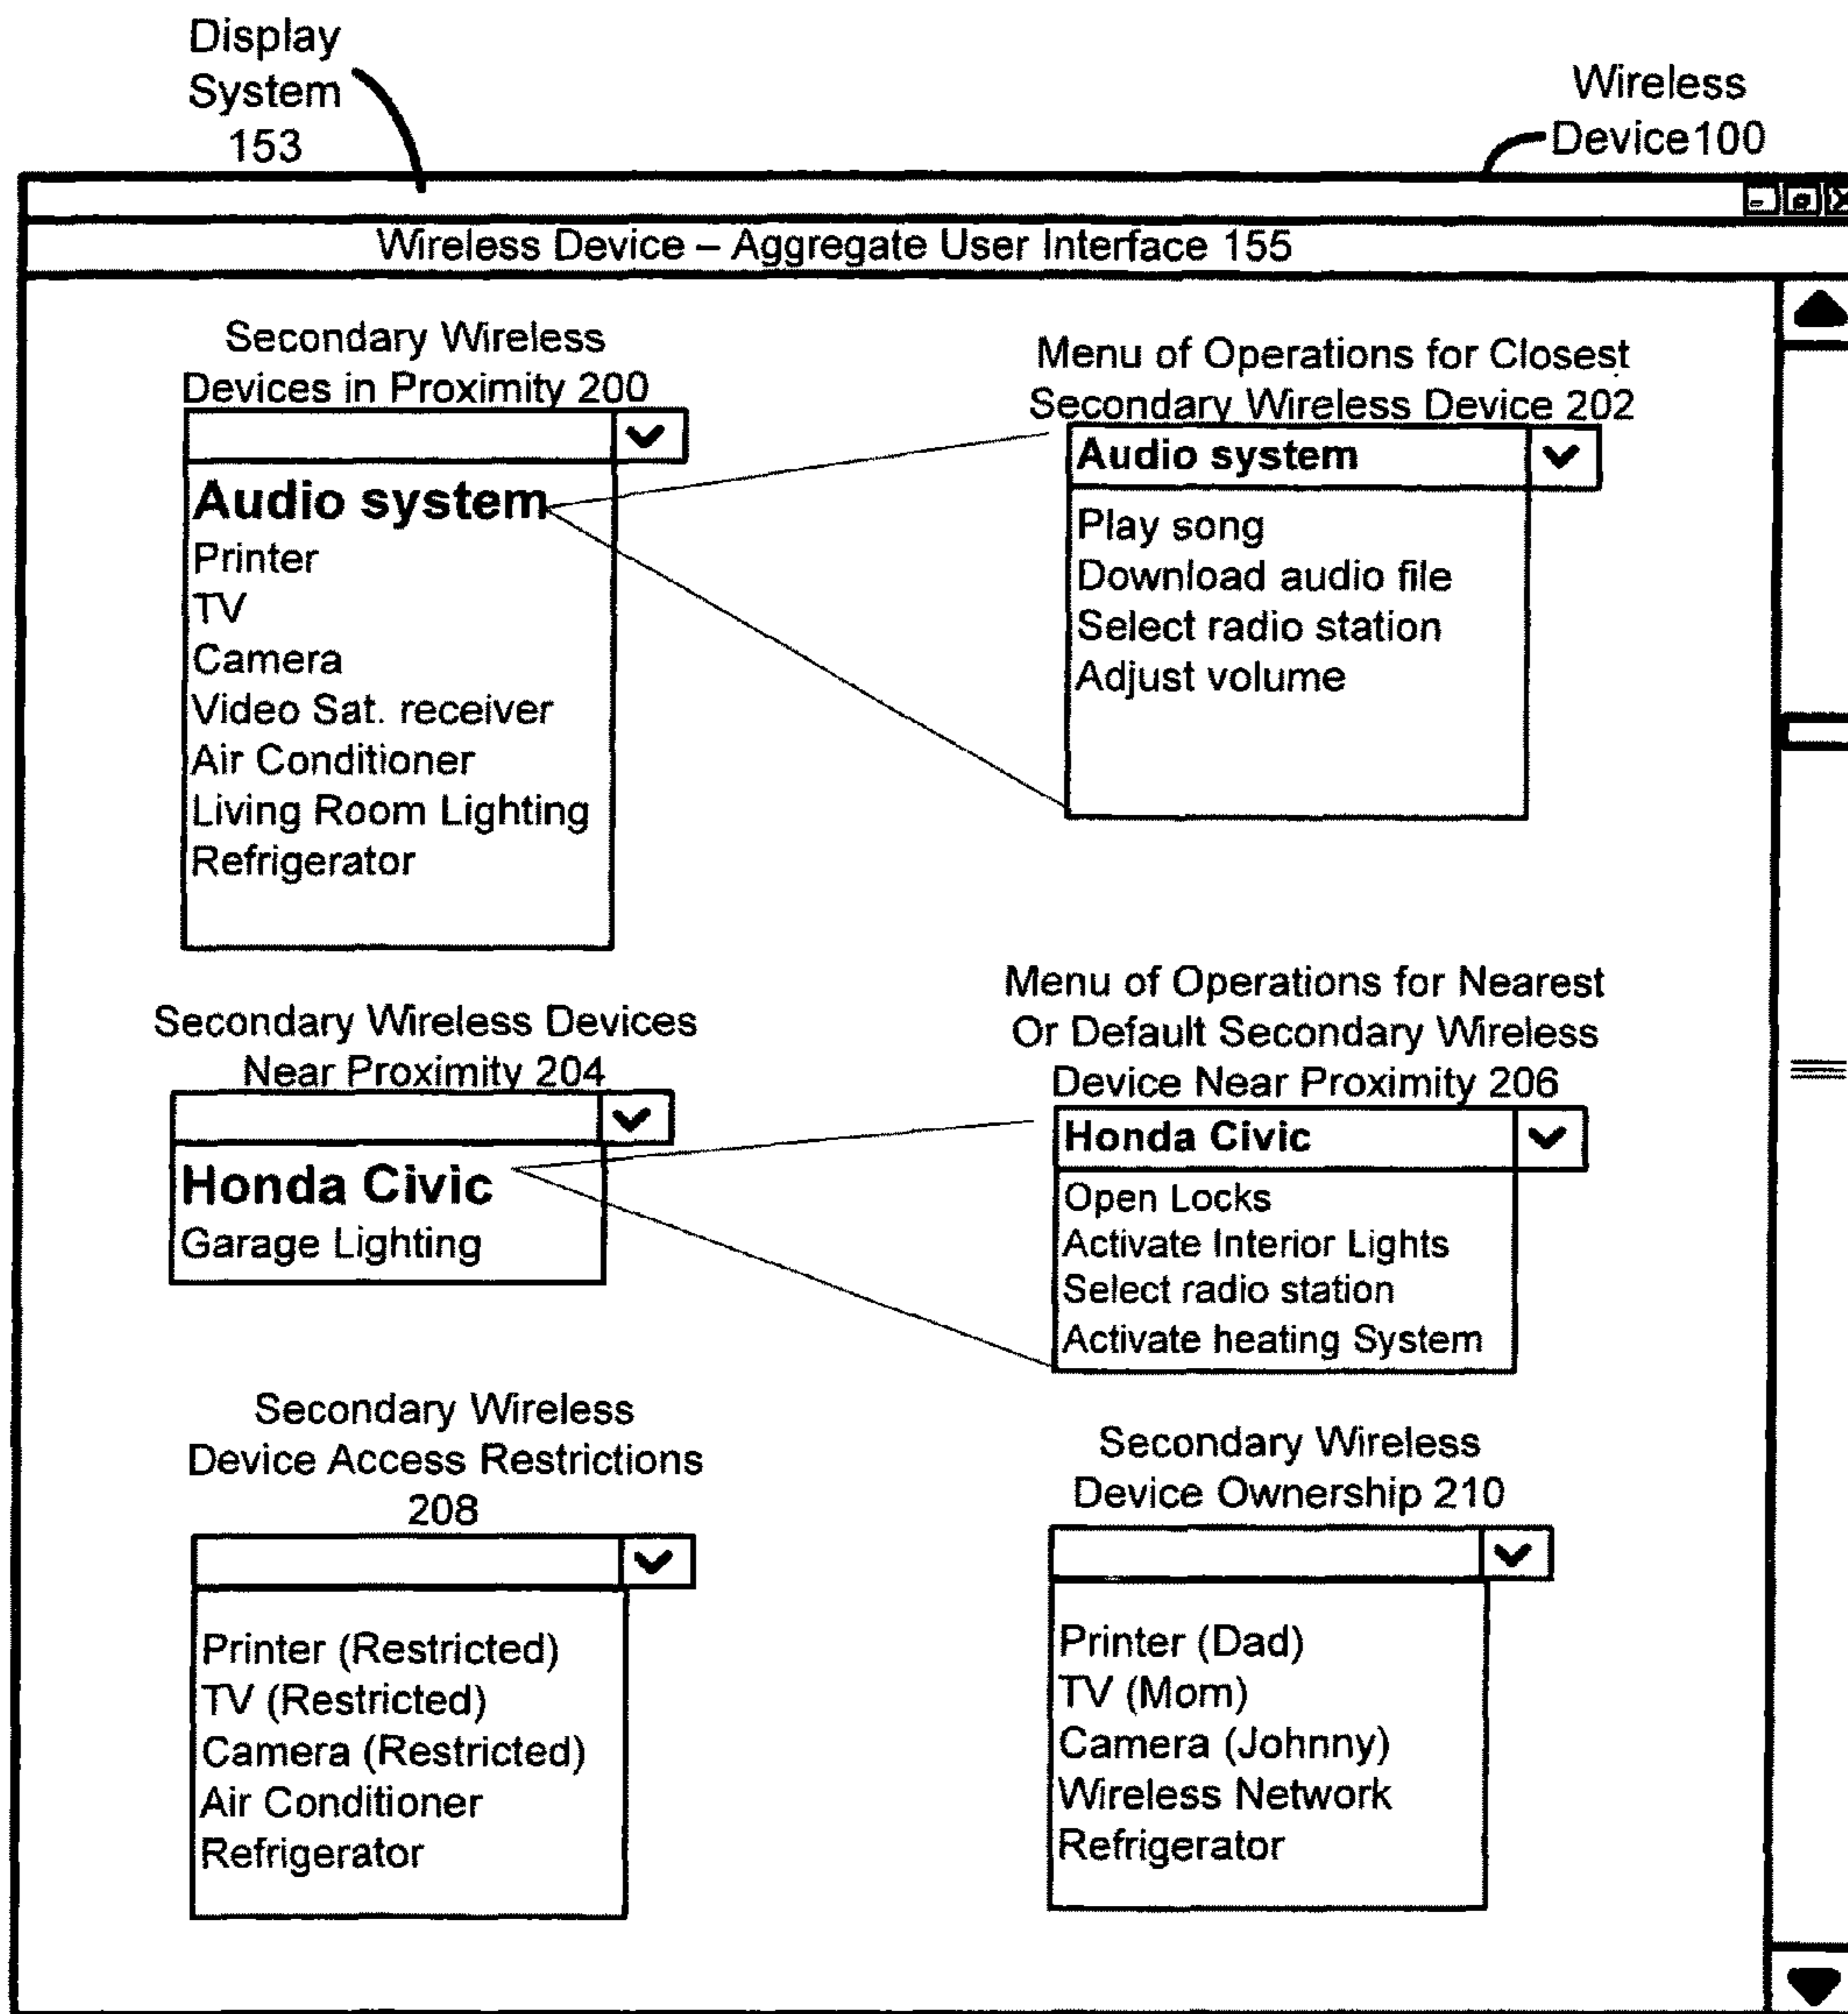 Display
System
153
Wireless
Device100
Wireless Device – Aggregate User Interface 155
Secondary Wireless
Devices in Proximity 200
Audio system
Printer
TV
Camera
Video Sat. receiver
Air Conditioner
Living Room Lighting
Refrigerator
Menu of Operations for Closest
Secondary Wireless Device 202
Audio system
Play song
Download audio file
Select radio station
Adjust volume
Secondary Wireless Devices
Near Proximity 204
Honda Civic
Garage Lighting
Menu of Operations for Nearest
Or Default Secondary Wireless
Device Near Proximity 206
Honda Civic
Open Locks
Activate Interior Lights
Select radio station
Activate heating System
Secondary Wireless
Device Access Restrictions
208
Printer (Restricted)
TV (Restricted)
Camera (Restricted)
Air Conditioner
Refrigerator
Secondary Wireless
Device Ownership 210
Printer (Dad)
TV (Mom)
Camera (Johnny)
Wireless Network
Refrigerator